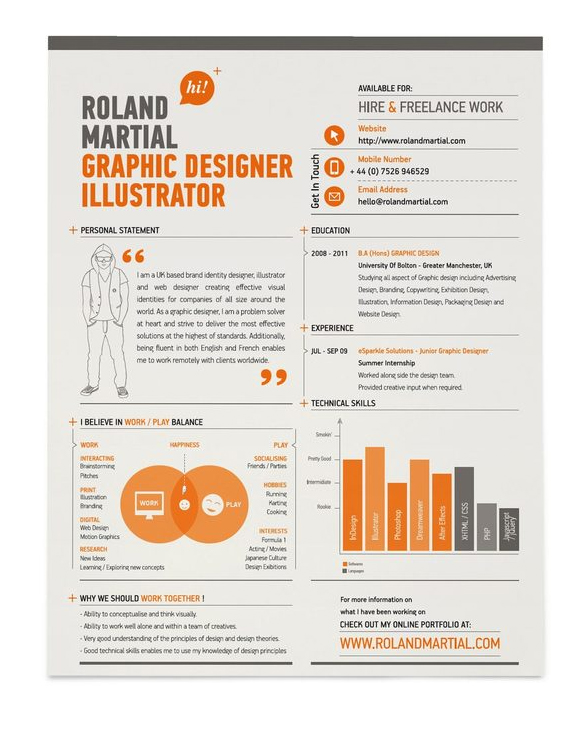 hi!
ROLAND
MARTIAL
GRAPHIC DESIGNER
ILLUSTRATOR
AVAILABLE FOR:
HIRE & FREELANCE WORK
Get In Touch
Website
http://www.rolandmartial.com
Mobile Number
+ 44 (0) 7526 946529
Email Address
hello@rolandmartial.com
PERSONAL STATEMENT
I am a UK based brand identity designer, illustrator
and web designer creating effective visual
identities for companies of all size around the
world. As a graphic designer, I am a problem solver
at heart and strive to deliver the most effective
solutions at the highest of standards. Additionally,
being fluent in both English and French enables
me to work remotely with clients worldwide.
EDUCATION
2008 - 2011
B.A (Hons) GRAPHIC DESIGN
University Of Bolton - Greater Manchester, UK
Studying all aspect of Graphic design including Advertising
Design, Branding, Copywriting, Exhibition Design,
Illustration, Information Design, Packaging Design and
Website Design.
EXPERIENCE
JUL - SEP 09
eSparkle Solutions - Junior Graphic Designer
Summer Internship
Worked along side the design team.
Provided creative input when required.
I BELIEVE IN WORK / PLAY BALANCE
WORK
HAPPINESS
PLAY
INTERACTING
Brainstorming
Pitches
PRINT
Illustration
Branding
DIGITAL
Web Design
Motion Graphics
RESEARCH
New Ideas
Learning / Exploring new concepts
WORK
PLAY
SOCIALISING
Friends / Parties
HOBBIES
Running
Karting
Cooking
INTERESTS
Formula 1
Acting / Movies
Japanese Culture
Design Exibitions
TECHNICAL SKILLS
Smokin'
Pretty Good
Intermediate
Rookie
InDesign
Illustrator
Photoshop
Dreamweaver
After Effects
XHTML / CSS
PHP
Javascript
/ jQuery
Softwares
Languages
WHY WE SHOULD WORK TOGETHER !
- Ability to conceptualise and think visually.
- Ability to work well alone and within a team of creatives.
- Very good understanding of the principles of design and design theories.
- Good technical skills enables me to use my knowledge of design principles
For more information on
what I have been working on
CHECK OUT MY ONLINE PORTFOLIO AT:
WWW.ROLANDMARTIAL.COM